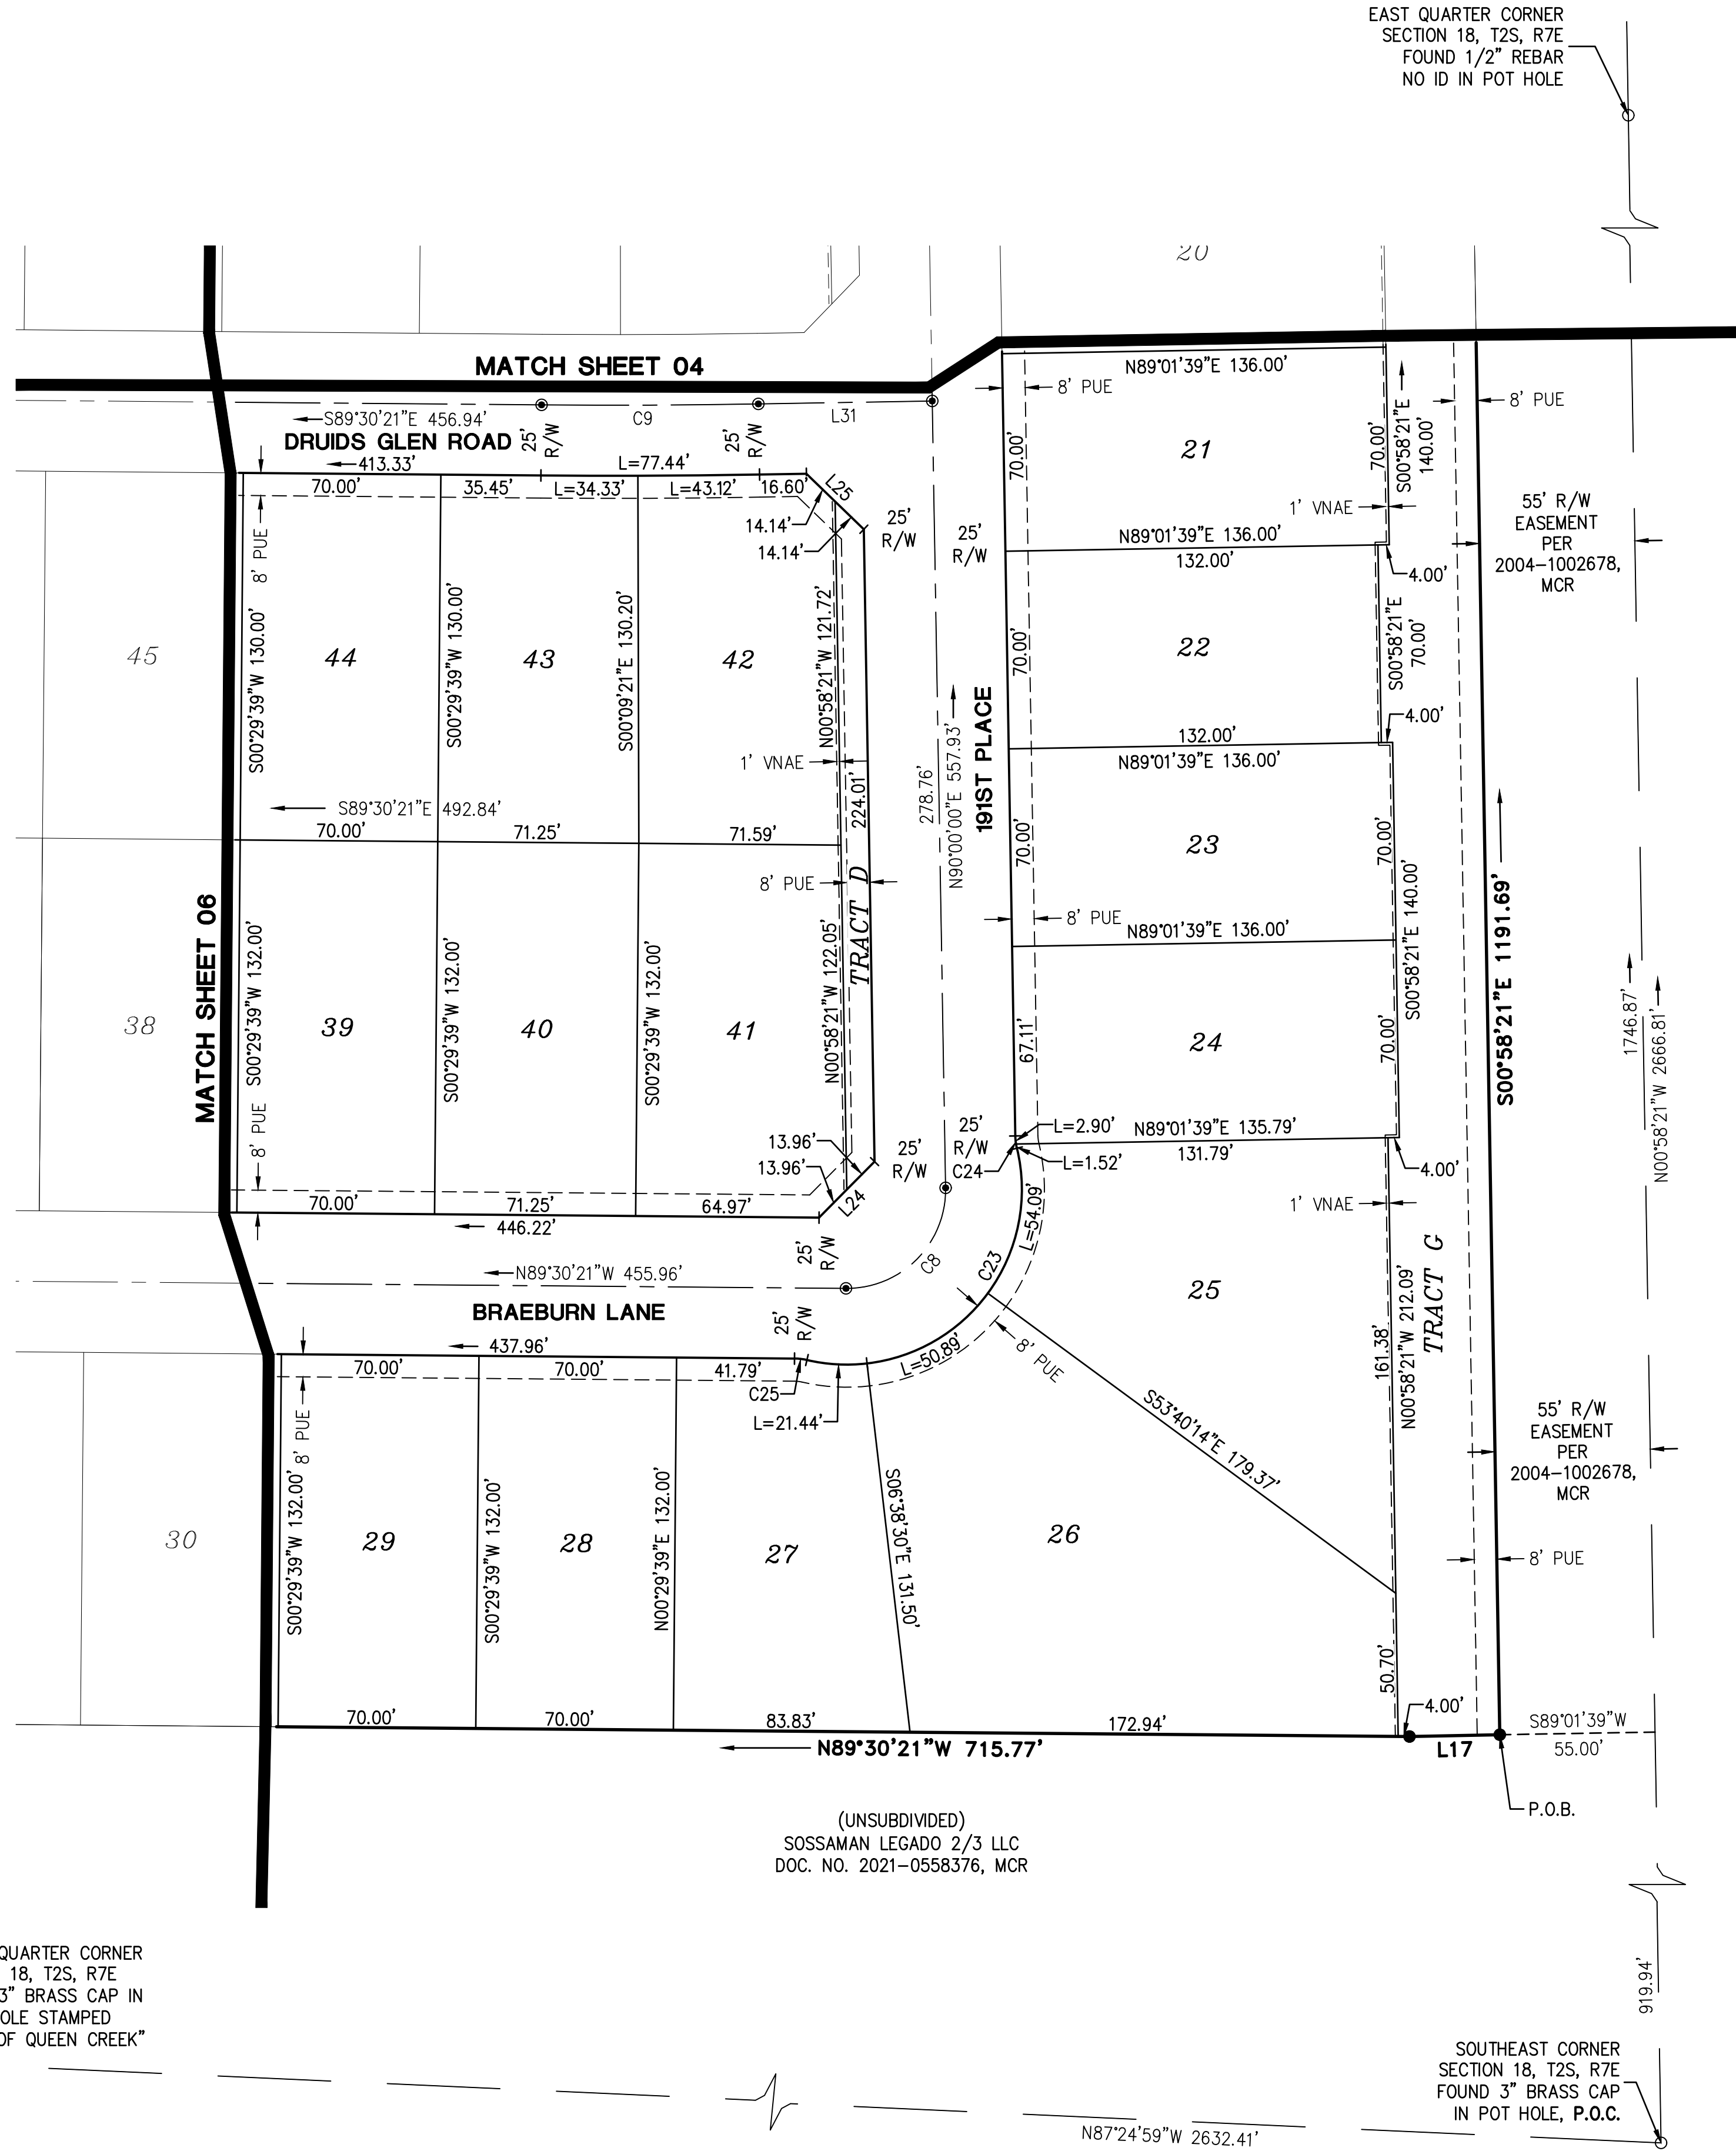 EAST QUARTER CORNER
SECTION 18, T2S, R7E
FOUND 1/2" REBAR
NO ID IN POT HOLE
20
MATCH SHEET 04
N89°01'39"E 136.00'
8' PUE
8' PUE
S89°30'21"E 456.94'
C9
L31
DRUIDS GLEN ROAD
25'
R/W
25'
R/W
413.33'
L=77.44'
70.00'
35.45'
L=34.33'
L=43.12'
16.60'
L25
14.14'
14.14'
25'
R/W
25'
R/W
70.00'
21
70.00'
S00°58'21"E
140.00'
1' VNAE
N89°01'39"E 136.00'
132.00'
4.00'
55' R/W
EASEMENT
PER
2004-1002678,
MCR
8' PUE
45
S00°29'39"W 130.00'
44
S00°29'39"W 130.00'
43
S00°09'21"E 130.20'
42
N00°58'21"W 121.72'
1' VNAE
70.00'
22
S00°58'21"E
70.00'
132.00'
4.00'
N89°01'39"E 136.00'
224.01'
278.76'
N90°00'00"E 557.93'
191ST PLACE
S89°30'21"E 492.84'
70.00'
71.25'
71.59'
8' PUE
TRACT D
70.00'
23
70.00'
S00°58'21"E 140.00'
8' PUE
N89°01'39"E 136.00'
S00°58'21"E 1191.69'
1746.87'
N00°58'21"W 2666.81'
MATCH SHEET 06
38
S00°29'39"W 132.00'
39
S00°29'39"W 132.00'
40
S00°29'39"W 132.00'
41
N00°58'21"W 122.05'
67.11'
24
70.00'
8' PUE
13.96'
13.96'
L24
25'
R/W
25'
R/W
C24
L=2.90'
L=1.52'
N89°01'39"E 135.79'
131.79'
4.00'
1' VNAE
70.00'
71.25'
64.97'
446.22'
25'
R/W
L=54.09'
C23
C8
N89°30'21"W 455.96'
BRAEBURN LANE
25
TRACT G
161.38'
N00°58'21"W 212.09'
25'
R/W
437.96'
70.00'
70.00'
41.79'
C25
L=21.44'
L=50.89'
8' PUE
8' PUE
S53°40'14"E 179.37'
55' R/W
EASEMENT
PER
2004-1002678,
MCR
30
S00°29'39"W 132.00'
29
S00°29'39"W 132.00'
28
N00°29'39"E 132.00'
27
S06°38'30"E 131.50'
26
8' PUE
50.70'
4.00'
70.00'
70.00'
83.83'
172.94'
N89°30'21"W 715.77'
L17
S89°01'39"W
55.00'
P.O.B.
(UNSUBDIVIDED)
SOSSAMAN LEGADO 2/3 LLC
DOC. NO. 2021-0558376, MCR
QUARTER CORNER
18, T2S, R7E
3" BRASS CAP IN
OLE STAMPED
OF QUEEN CREEK"
919.94'
SOUTHEAST CORNER
SECTION 18, T2S, R7E
FOUND 3" BRASS CAP
IN POT HOLE, P.O.C.
N87°24'59"W 2632.41'